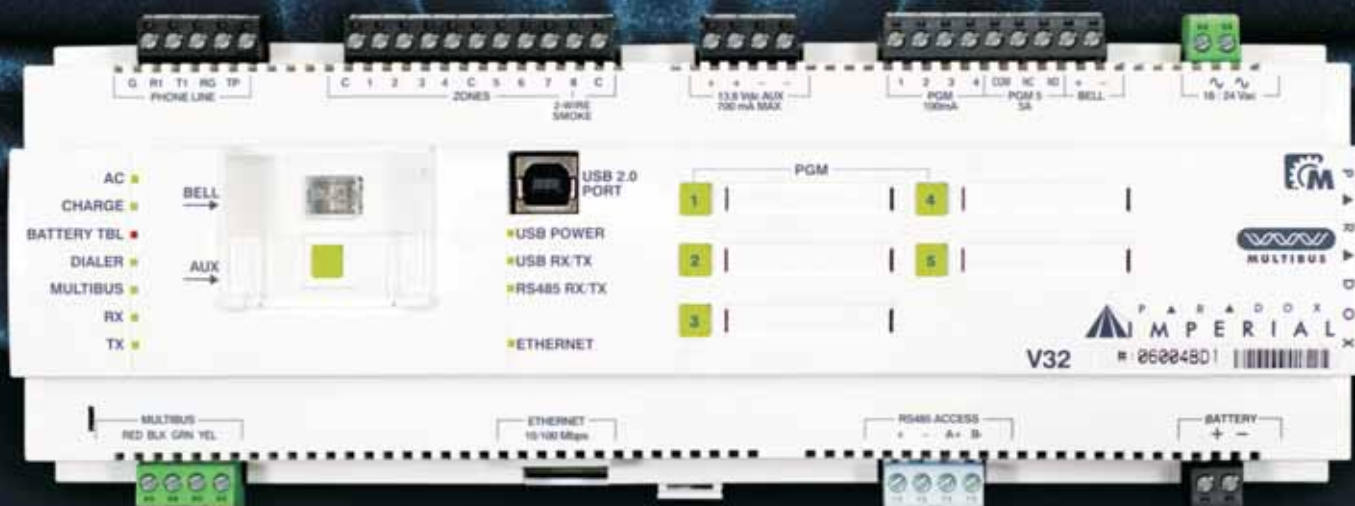 G R1 T1 RG TP
PHONE LINE
C 1 2 3 4 C 5 6 7 8 C
ZONES
2-WIRE
SMOKE
+ + - -
13.8 Vdc AUX
700 mA MAX
1 2 3 4
PGM
100mA
COM NC NO
PGM 5
5A
+ -
BELL
16 24 Vac
AC
CHARGE
BATTERY TBL
DIALER
MULTIBUS
RX
TX
BELL
AUX
USB 2.0
PORT
USB POWER
USB RX/TX
RS485 RX/TX
ETHERNET
PGM
1
2
3
4
5
MULTIBUS
PARADOX
PARADOX
IMPERIAL
V32
#: 06004BD1
MULTIBUS
RED BLK GRN YEL
ETHERNET
10/100 Mbps
RS485 ACCESS
+ - A+ B-
BATTERY
+ -